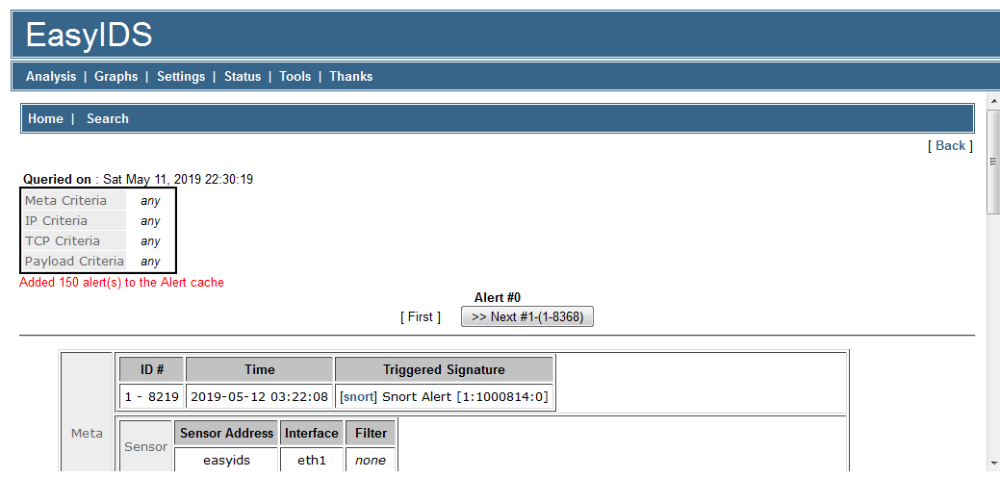 EasyIDS
Analysis | Graphs | Settings | Status | Tools | Thanks
Home | Search
[ Back ]
Queried on : Sat May 11, 2019 22:30:19
Meta Criteria any
IP Criteria any
TCP Criteria any
Payload Criteria any
Added 150 alert(s) to the Alert cache
Alert #0
[ First ] >> Next #1-(1-8368)
ID # Time Triggered Signature
1 - 8219 2019-05-12 03:22:08 [snort] Snort Alert [1:1000814:0]
Meta
Sensor
Sensor Address Interface Filter
easyids eth1 none